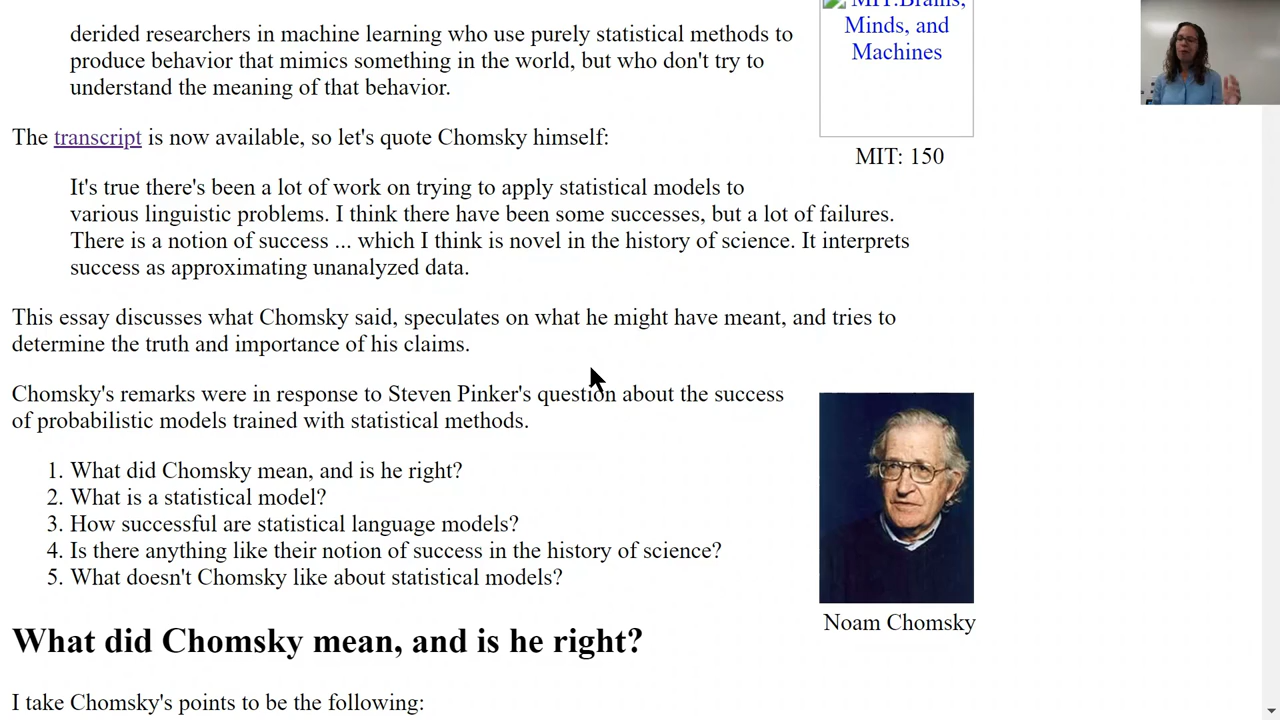 derided researchers in machine learning who use purely statistical methods to
produce behavior that mimics something in the world, but who don't try to
understand the meaning of that behavior.
MIT:Brains,
Minds, and
Machines
MIT: 150
The transcript is now available, so let's quote Chomsky himself:
It's true there's been a lot of work on trying to apply statistical models to
various linguistic problems. I think there have been some successes, but a lot of failures.
There is a notion of success ... which I think is novel in the history of science. It interprets
success as approximating unanalyzed data.
This essay discusses what Chomsky said, speculates on what he might have meant, and tries to
determine the truth and importance of his claims.
Chomsky's remarks were in response to Steven Pinker's question about the success
of probabilistic models trained with statistical methods.
1. What did Chomsky mean, and is he right?
2. What is a statistical model?
3. How successful are statistical language models?
4. Is there anything like their notion of success in the history of science?
5. What doesn't Chomsky like about statistical models?
Noam Chomsky
What did Chomsky mean, and is he right?
I take Chomsky's points to be the following: